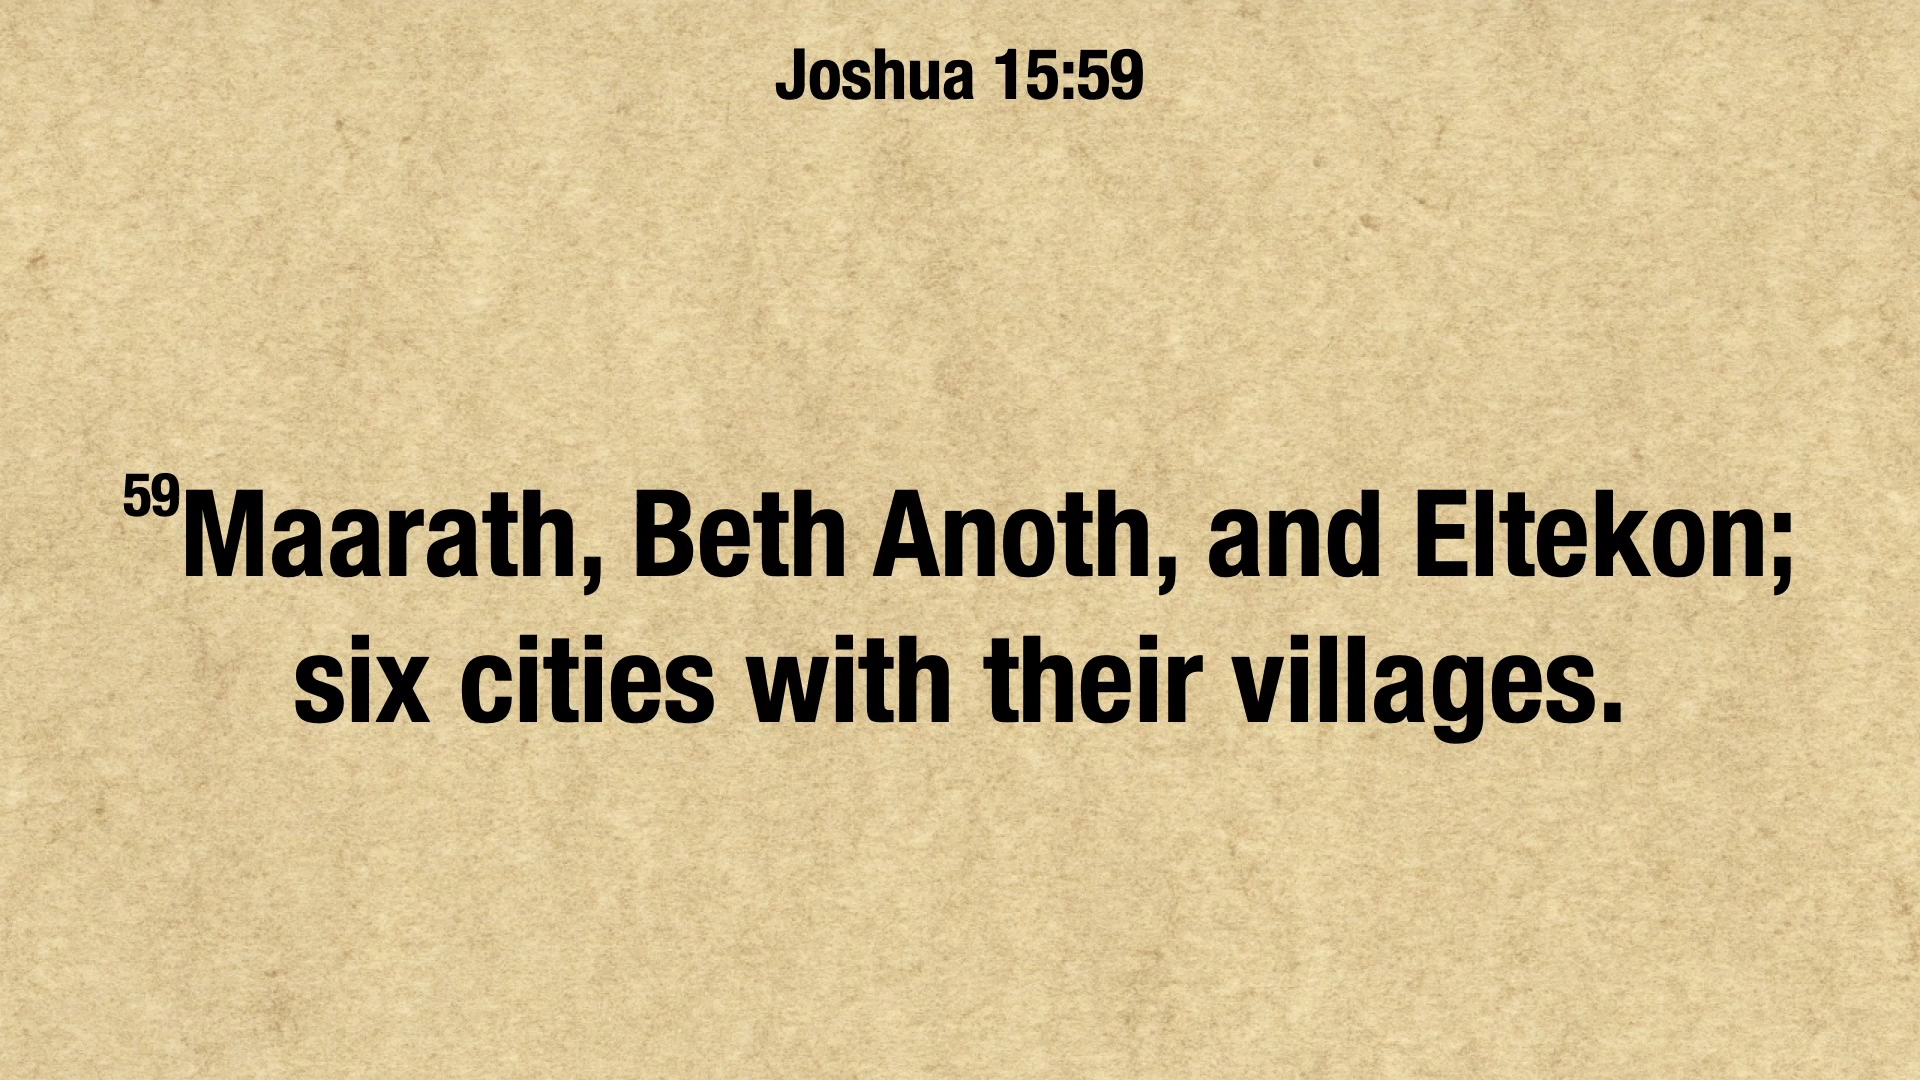 Joshua 15:59
59Maarath, Beth Anoth, and Eltekon;
six cities with their villages.